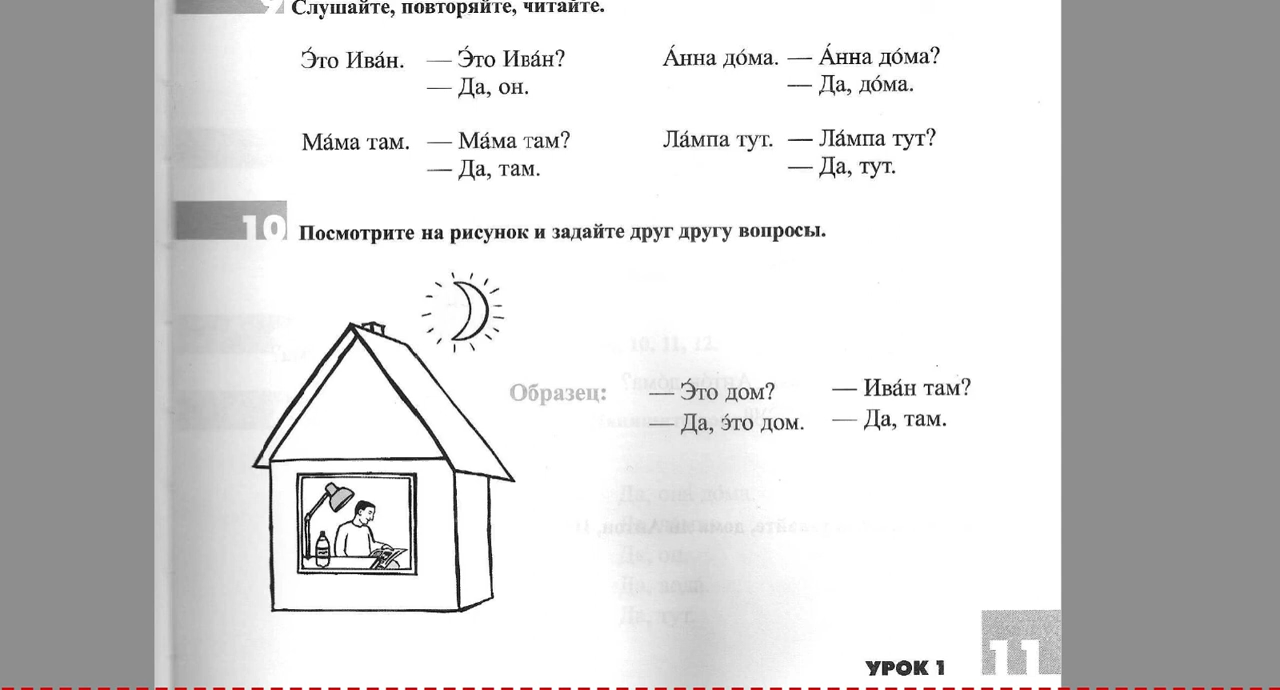 9 Слушайте, повторяйте, читайте.
Э́то Ива́н. — Э́то Ива́н?
— Да, он.
А́нна до́ма. — А́нна до́ма?
— Да, до́ма.
Ма́ма там. — Ма́ма там?
— Да, там.
Ла́мпа тут. — Ла́мпа тут?
— Да, тут.
10 Посмотрите на рисунок и задайте друг другу вопросы.
Образец:
— Э́то дом?
— Да, э́то дом.
— Ива́н там?
— Да, там.
УРОК 1
11